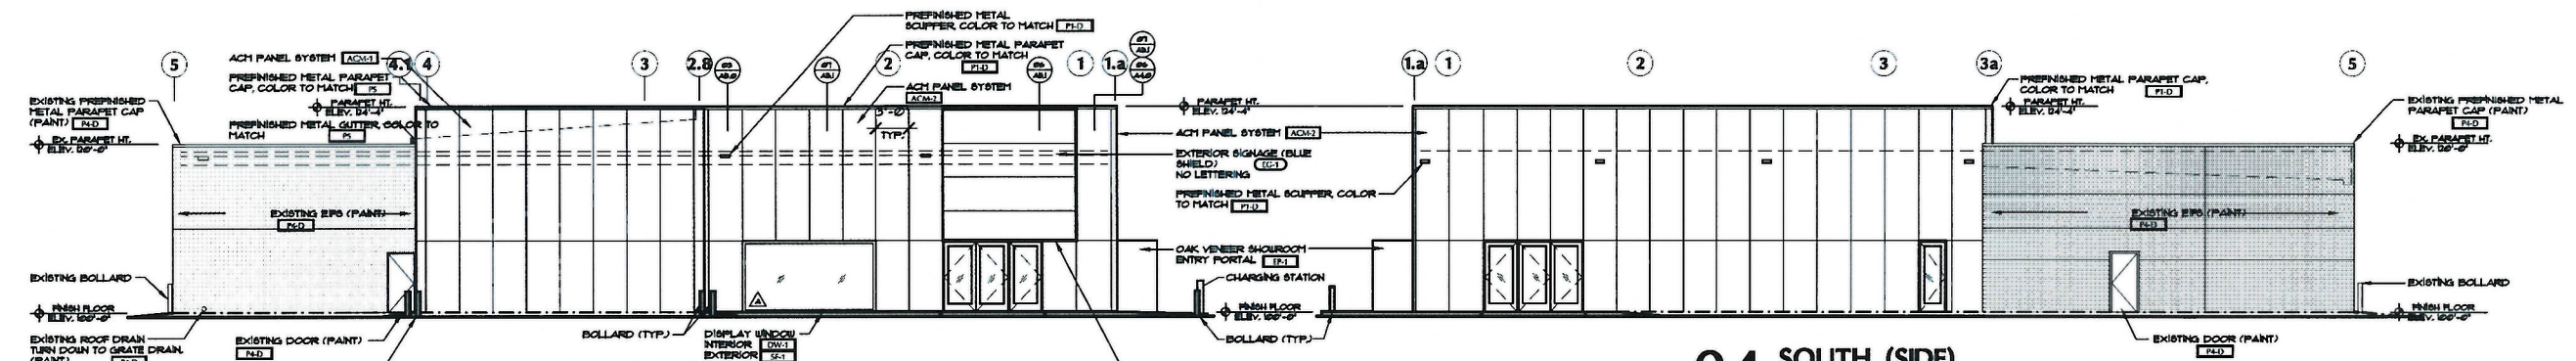 PREFINISHED METAL
SCUPPER, COLOR TO MATCH P1-D
ACM PANEL SYSTEM ACM-1
PREFINISHED METAL PARAPET
CAP, COLOR TO MATCH P5
PREFINISHED METAL PARAPET
CAP, COLOR TO MATCH
P1-D
5
4.1
4
3
2.8
2
1
1.a
1.a
1
2
3
3a
5
ACM PANEL SYSTEM
ACM-2
PREFINISHED METAL PARAPET CAP,
COLOR TO MATCH
P1-D
EXISTING PREFINISHED
METAL PARAPET CAP
(PAINT) P4-D
PARAPET HT.
ELEV. 124'-4"
PARAPET HT.
ELEV. 124'-4"
PARAPET HT.
ELEV. 124'-4"
EXISTING PREFINISHED METAL
PARAPET CAP (PAINT)
P4-D
PREFINISHED METAL GUTTER, COLOR TO
MATCH P5
3'-0"
TYP.
ACM PANEL SYSTEM ACM-2
EX. PARAPET HT.
ELEV. 120'-0"
EX. PARAPET HT.
ELEV. 120'-0"
EXTERIOR SIGNAGE (BLUE
SHIELD)
NO LETTERING
PREFINISHED METAL SCUPPER, COLOR
TO MATCH P1-D
EXISTING EIFS (PAINT)
P4-D
EXISTING EIFS (PAINT)
P4-D
OAK VENEER SHOWROOM
ENTRY PORTAL EP-1
CHARGING STATION
EXISTING BOLLARD
EXISTING BOLLARD
FINISH FLOOR
ELEV. 100'-0"
A
FINISH FLOOR
ELEV. 100'-0"
FINISH FLOOR
ELEV. 100'-0"
EXISTING ROOF DRAIN
TURN DOWN TO GRATE DRAIN.
(PAINT)
EXISTING DOOR (PAINT)
P4-D
BOLLARD (TYP.)
DISPLAY WINDOW
INTERIOR DW-1
EXTERIOR SF-1
BOLLARD (TYP.)
SOUTH (SIDE)
EXISTING DOOR (PAINT)
P4-D